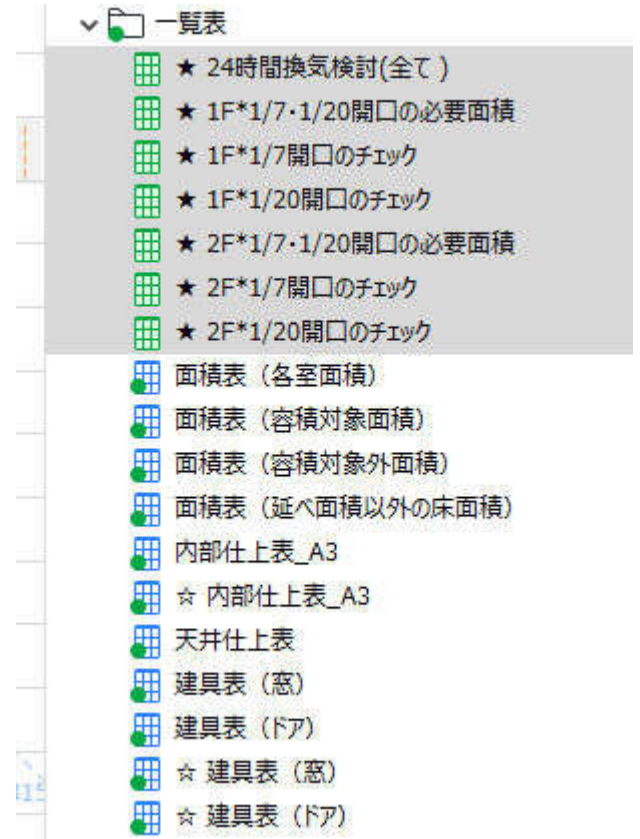 一覧表
★ 24時間換気検討(全て)
★ 1F*1/7・1/20開口の必要面積
★ 1F*1/7開口のﾁｪｯｸ
★ 1F*1/20開口のﾁｪｯｸ
★ 2F*1/7・1/20開口の必要面積
★ 2F*1/7開口のﾁｪｯｸ
★ 2F*1/20開口のﾁｪｯｸ
面積表（各室面積）
面積表（容積対象面積）
面積表（容積対象外面積）
面積表（延べ面積以外の床面積）
内部仕上表_A3
☆ 内部仕上表_A3
天井仕上表
建具表（窓）
建具表（ドア）
☆ 建具表（窓）
☆ 建具表（ドア）